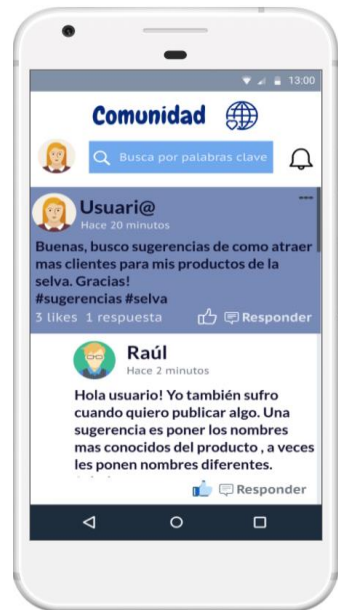 13:00
Comunidad
Busca por palabras clave
Usuari@
Hace 20 minutos
Buenas, busco sugerencias de como atraer
mas clientes para mis productos de la
selva. Gracias!
#sugerencias #selva
3 likes 1 respuesta Responder
Raúl
Hace 2 minutos
Hola usuario! Yo también sufro
cuando quiero publicar algo. Una
sugerencia es poner los nombres
mas conocidos del producto , a veces
les ponen nombres diferentes.
Responder